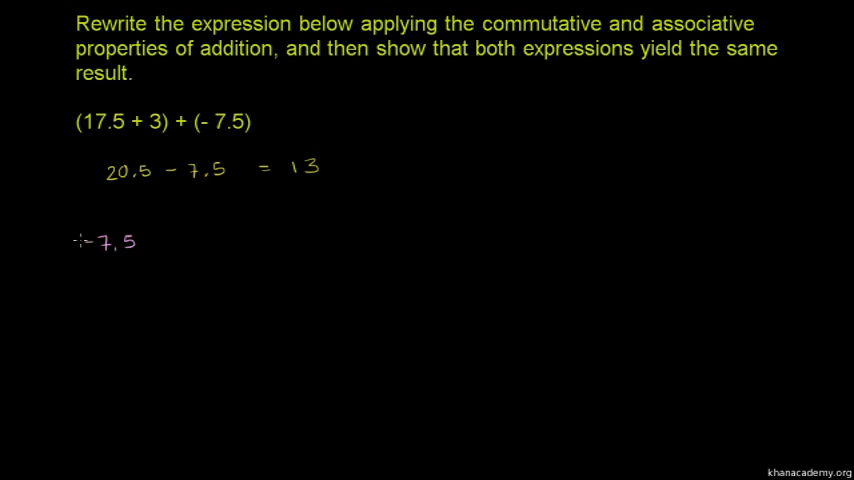 Rewrite the expression below applying the commutative and associative
properties of addition, and then show that both expressions yield the same
result.
(17.5 + 3) + (- 7.5)
20.5 - 7.5 = 13
-7.5
khanacademy.org